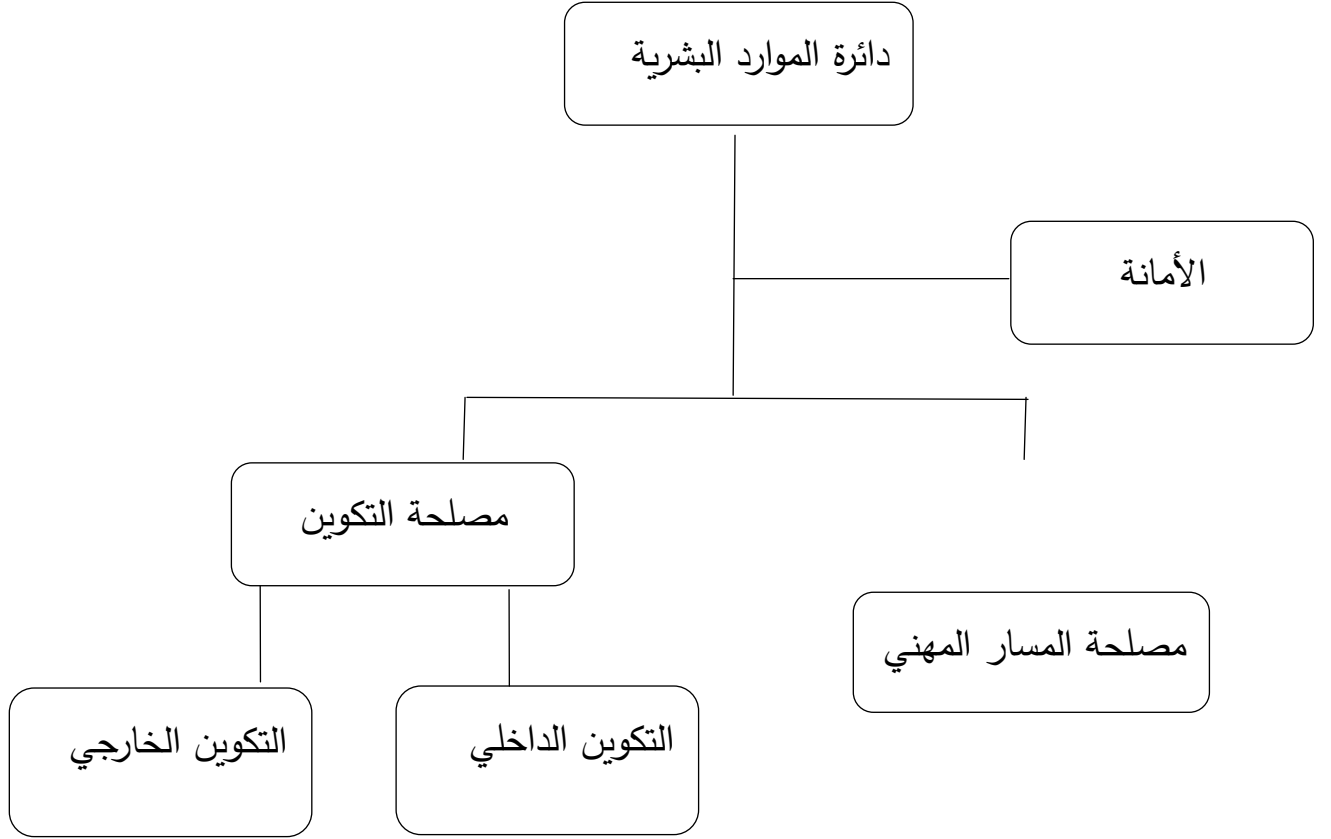 دائرة الموارد البشرية
الأمانة
مصلحة التكوين
مصلحة المسار المهني
التكوين الداخلي
التكوين الخارجي